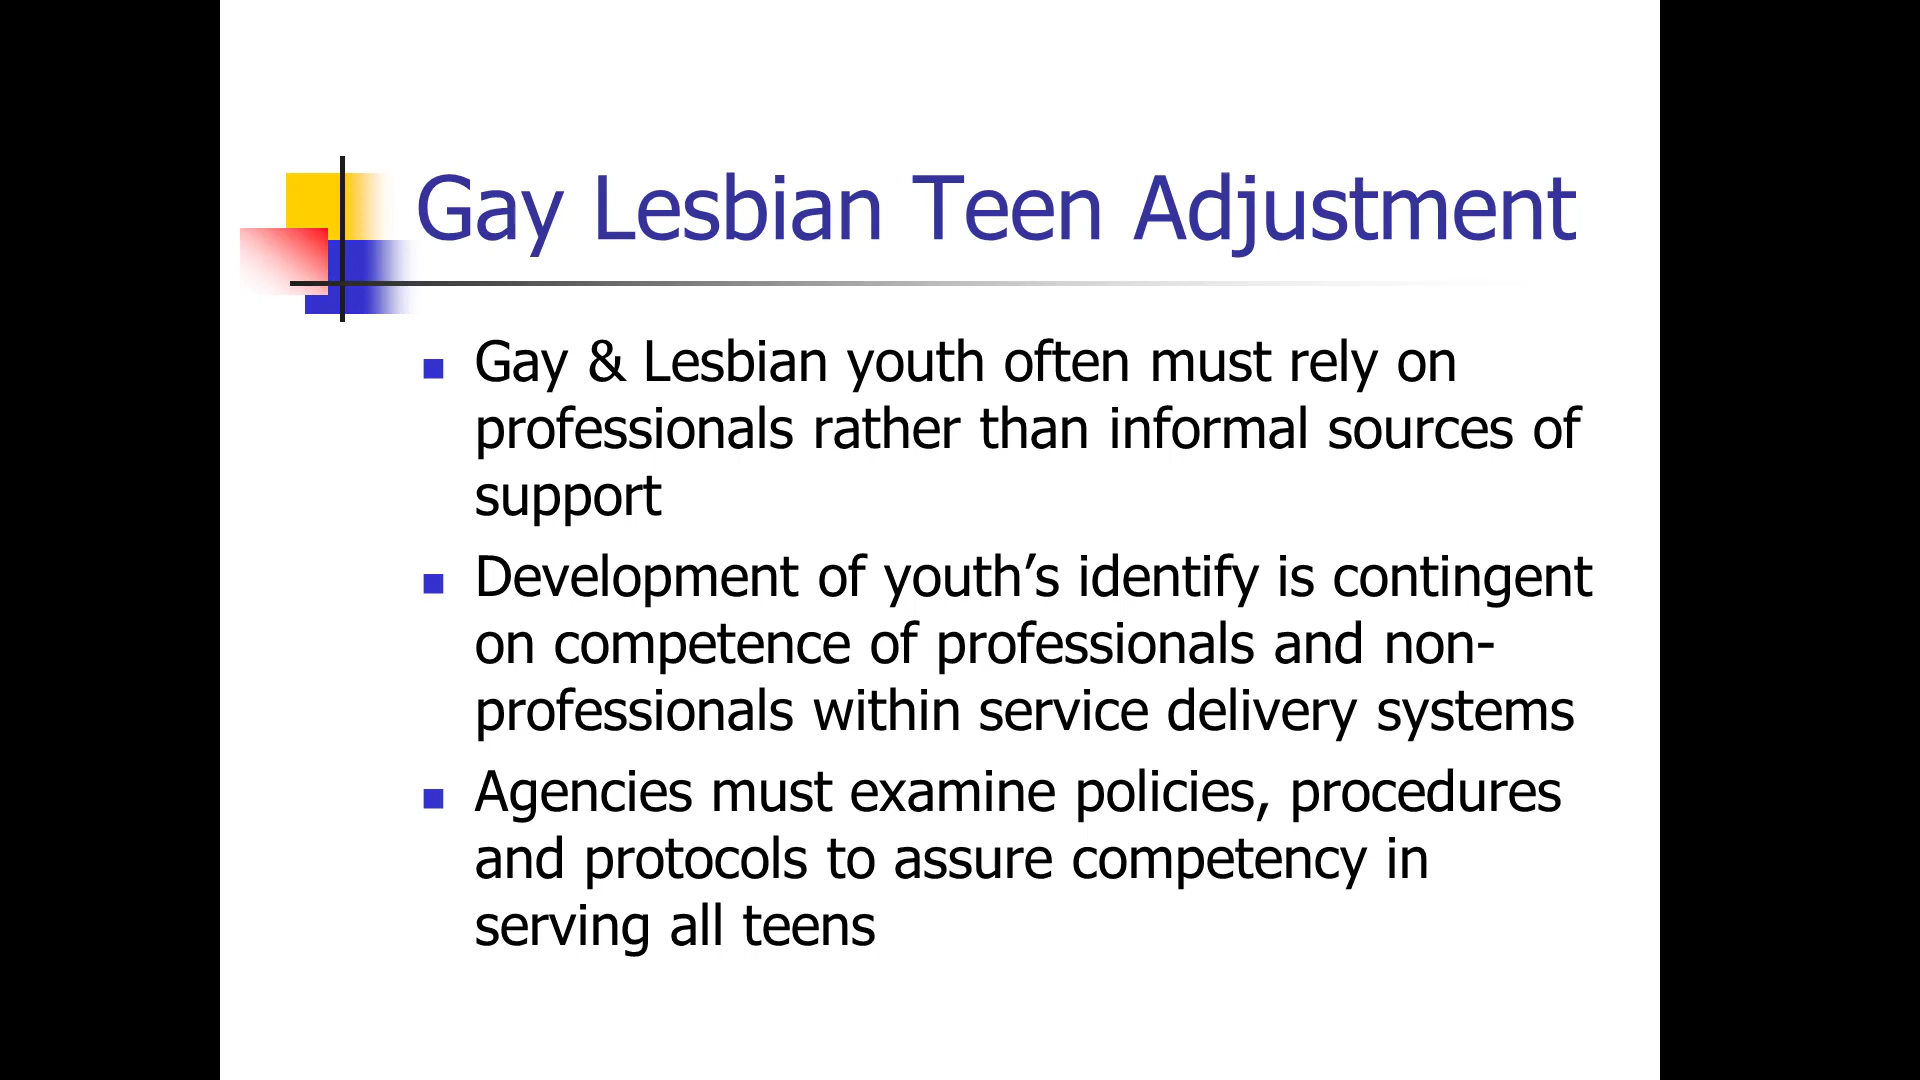 Gay Lesbian Teen Adjustment
Gay & Lesbian youth often must rely on
professionals rather than informal sources of
support
Development of youth’s identify is contingent
on competence of professionals and non-
professionals within service delivery systems
Agencies must examine policies, procedures
and protocols to assure competency in
serving all teens